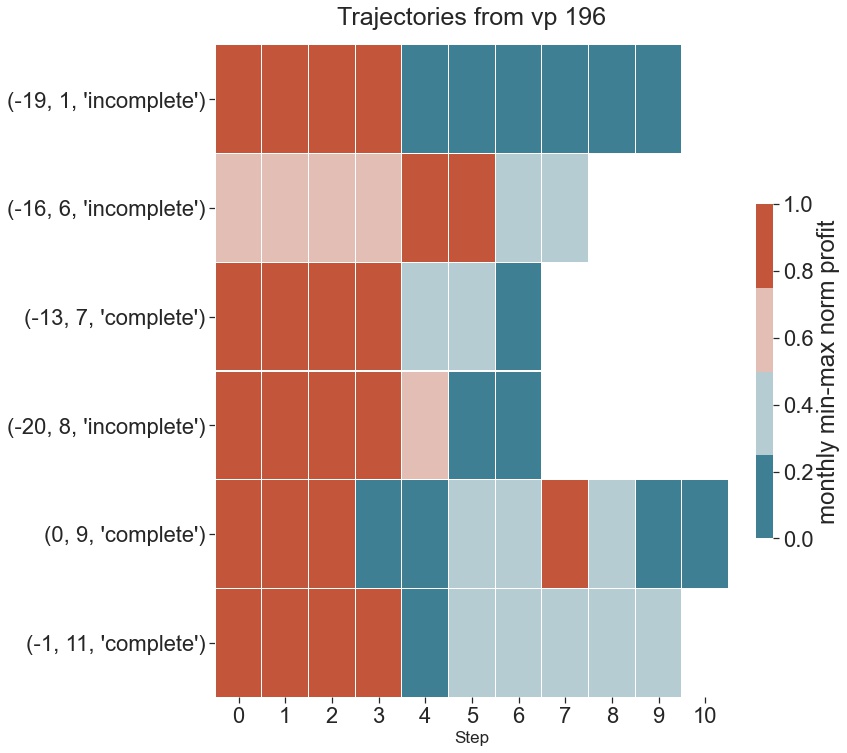 Trajectories from vp 196
(-19, 1, 'incomplete')
(-16, 6, 'incomplete')
(-13, 7, 'complete')
(-20, 8, 'incomplete')
(0, 9, 'complete')
(-1, 11, 'complete')
0 1 2 3 4 5 6 7 8 9 10
Step
1.0
0.8
0.6
0.4
0.2
0.0
monthly min-max norm profit